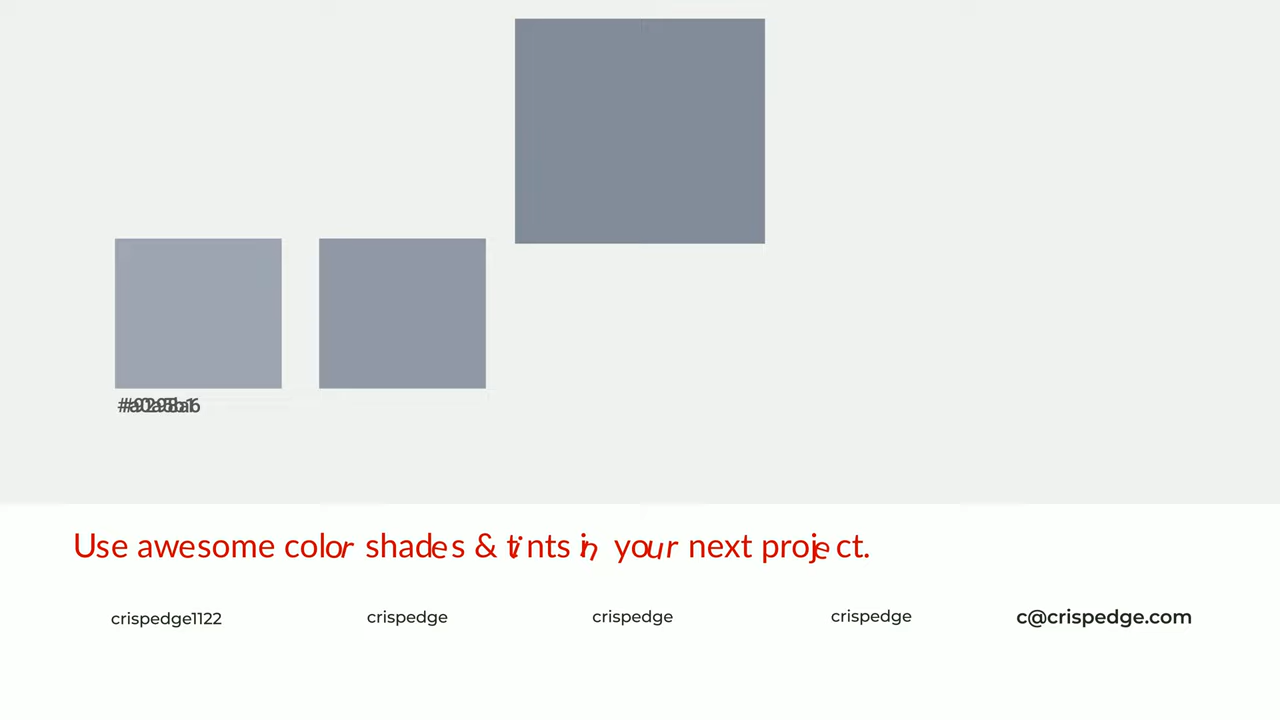 Use awesome color shades & tints in your next project.
crispedge1122 crispedge crispedge crispedge c@crispedge.com